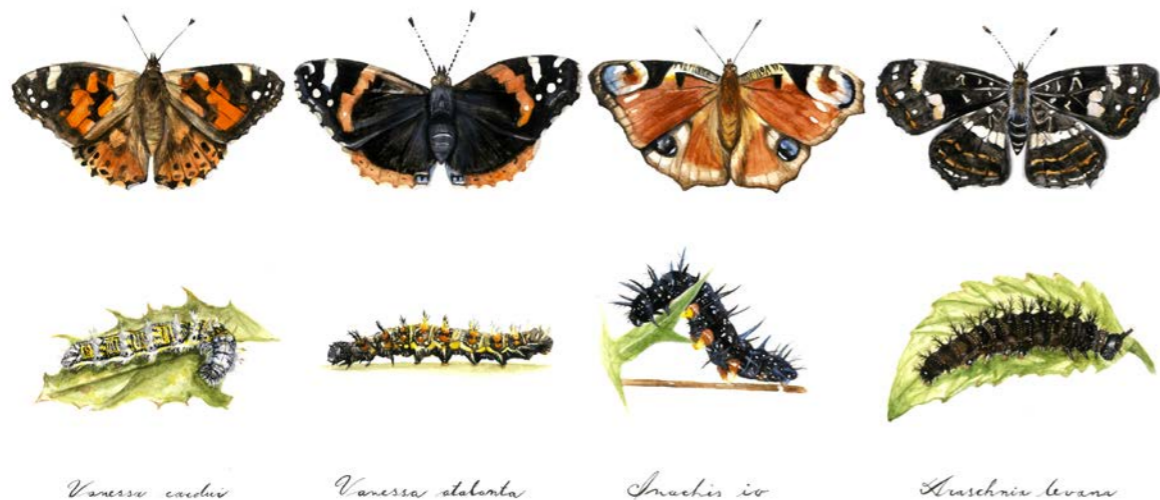 Vanessa cardui
Vanessa atalanta
Inachis io
Araschnia levana